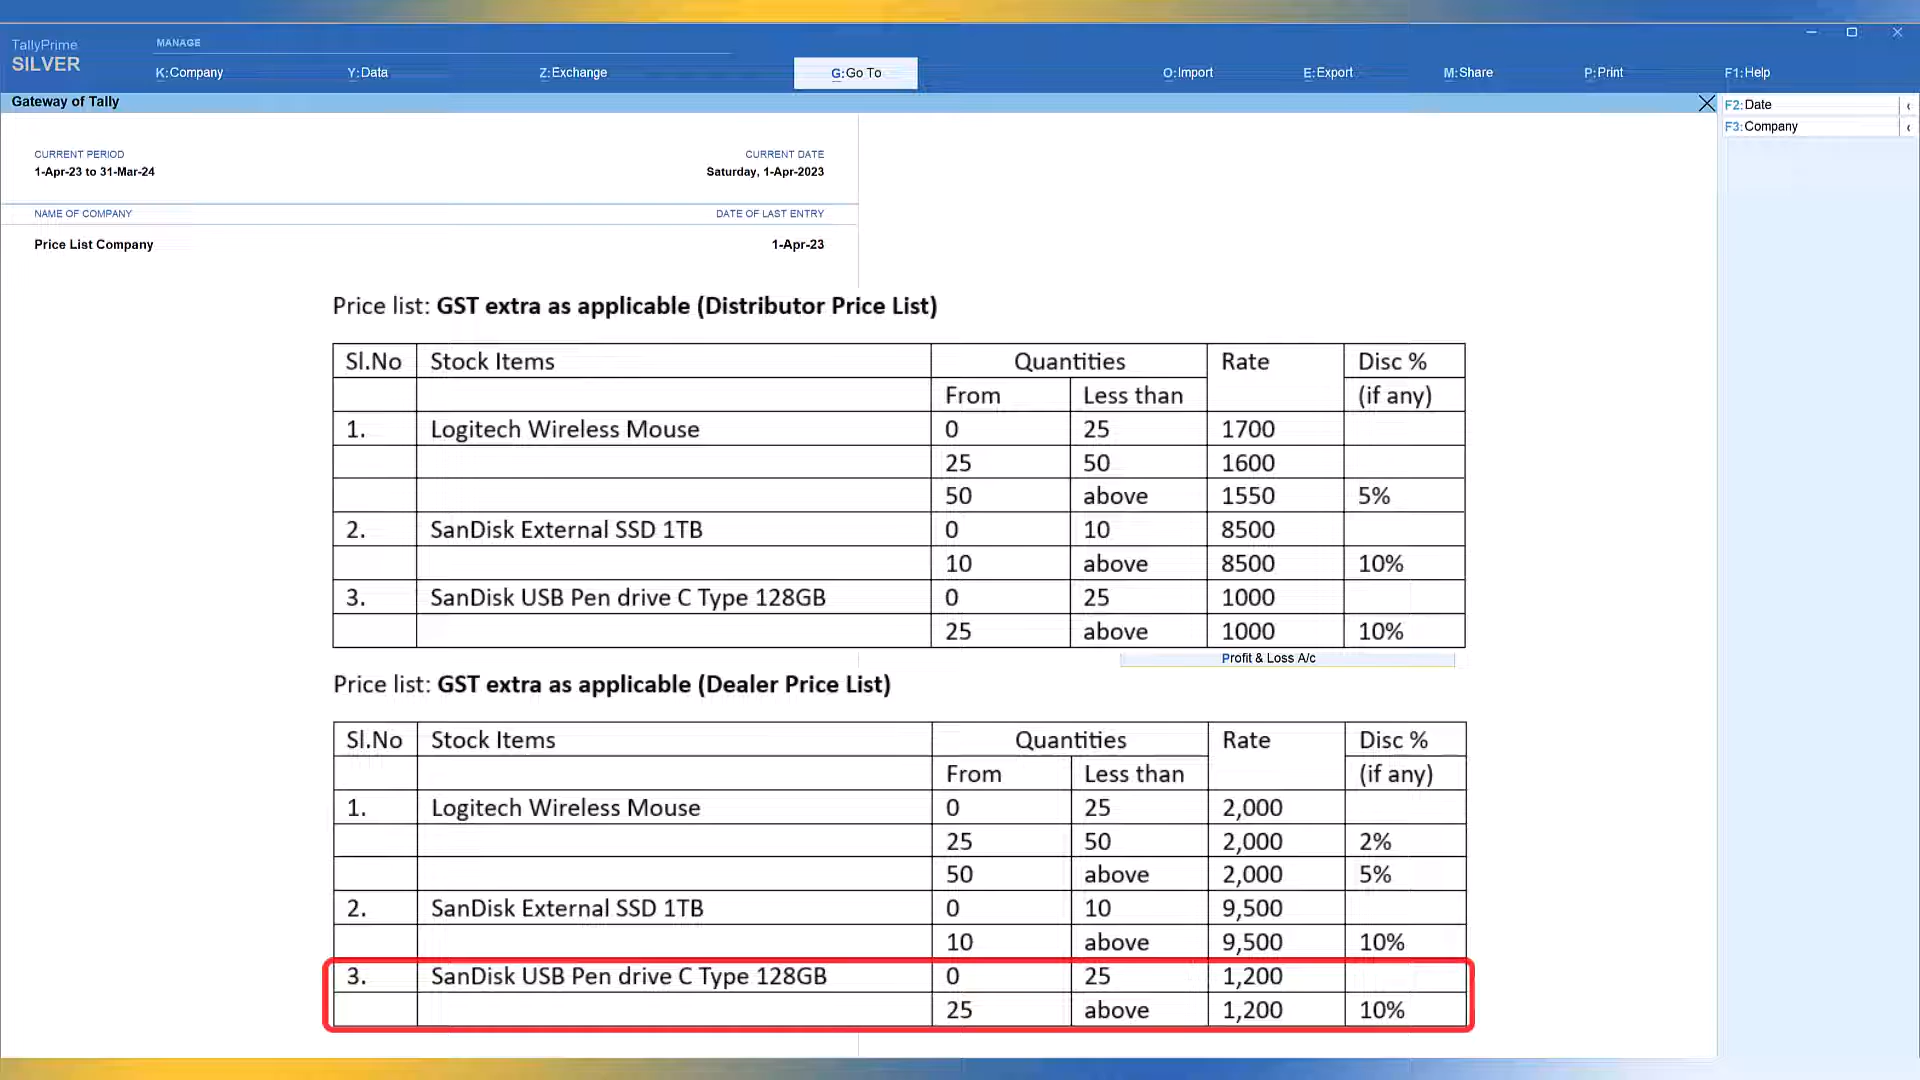 TallyPrime
SILVER
MANAGE
K:Company Y:Data Z:Exchange G:Go To O:Import E:Export M:Share P:Print F1:Help
Gateway of Tally
F2:Date
F3:Company
CURRENT PERIOD CURRENT DATE
1-Apr-23 to 31-Mar-24 Saturday, 1-Apr-2023
NAME OF COMPANY DATE OF LAST ENTRY
Price List Company 1-Apr-23
Price list: GST extra as applicable (Distributor Price List)
Sl.No Stock Items Quantities Rate Disc %
From Less than (if any)
1. Logitech Wireless Mouse 0 25 1700
25 50 1600
50 above 1550 5%
2. SanDisk External SSD 1TB 0 10 8500
10 above 8500 10%
3. SanDisk USB Pen drive C Type 128GB 0 25 1000
25 above 1000 10%
Profit & Loss A/c
Price list: GST extra as applicable (Dealer Price List)
Sl.No Stock Items Quantities Rate Disc %
From Less than (if any)
1. Logitech Wireless Mouse 0 25 2,000
25 50 2,000 2%
50 above 2,000 5%
2. SanDisk External SSD 1TB 0 10 9,500
10 above 9,500 10%
3. SanDisk USB Pen drive C Type 128GB 0 25 1,200
25 above 1,200 10%